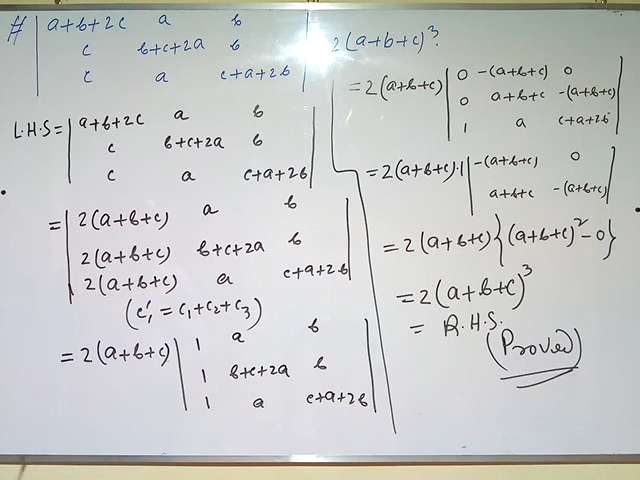 # | a+b+2c a b |
| c b+c+2a b | 2(a+b+c)³.
| c a c+a+2b |
L.H.S = | a+b+2c a b |
| c b+c+2a b |
| c a c+a+2b |
= | 2(a+b+c) a b |
| 2(a+b+c) b+c+2a b |
| 2(a+b+c) a c+a+2b |
(c₁' = c₁+c₂+c₃)
= 2(a+b+c) | 1 a b |
| 1 b+c+2a b |
| 1 a c+a+2b |
= 2(a+b+c) | 0 -(a+b+c) 0 |
| 0 a+b+c -(a+b+c) |
| 1 a c+a+2b |
= 2(a+b+c).1 | -(a+b+c) 0 |
| a+b+c -(a+b+c) |
= 2(a+b+c) {(a+b+c)² - 0}
= 2(a+b+c)³
= R.H.S.
(Proved)